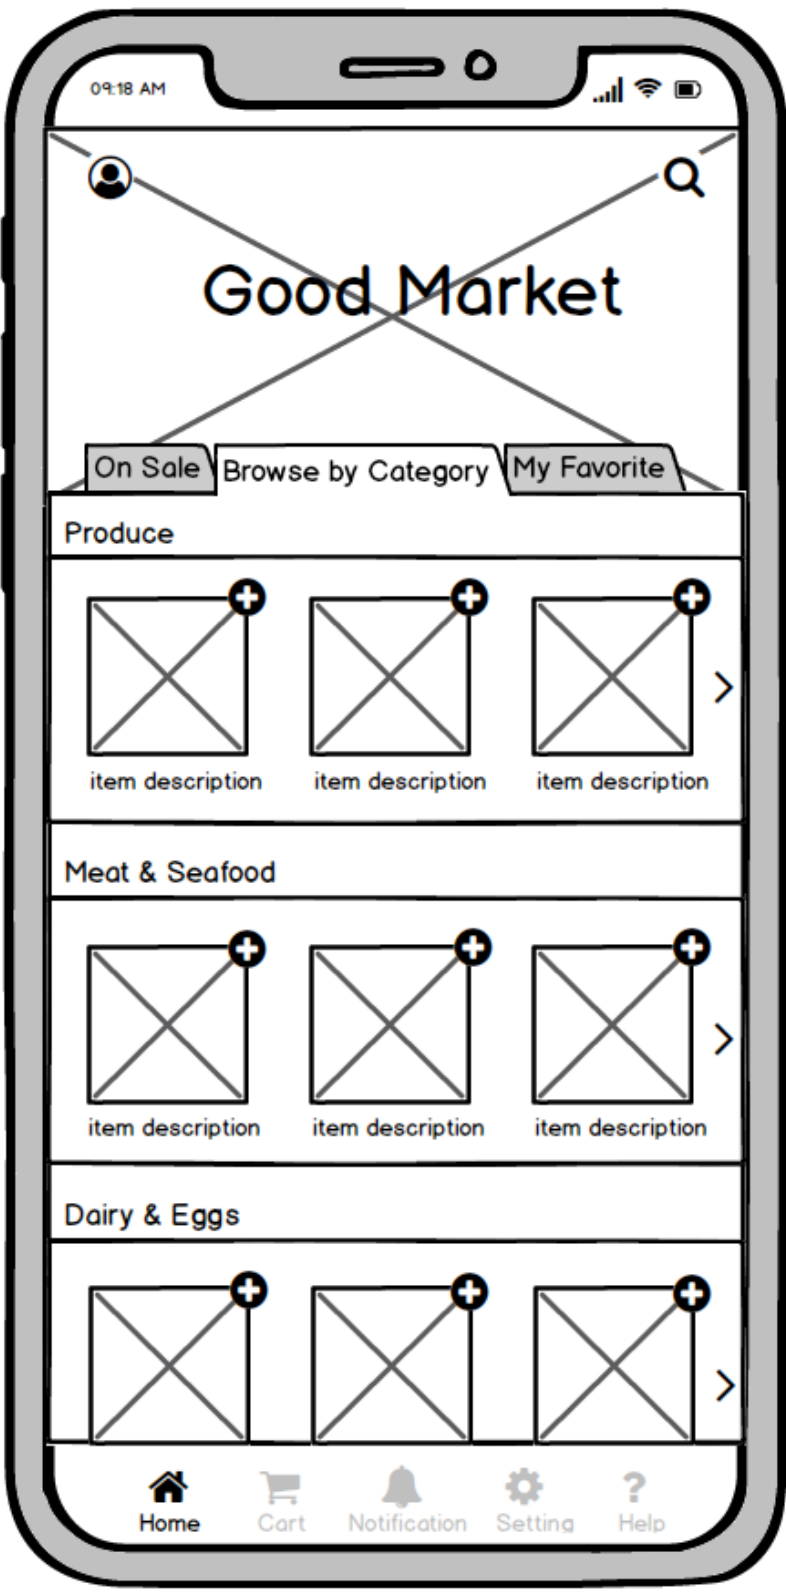 09:18 AM
Good Market
On Sale Browse by Category My Favorite
Produce
item description item description item description
Meat & Seafood
item description item description item description
Dairy & Eggs
Home Cart Notification Setting Help